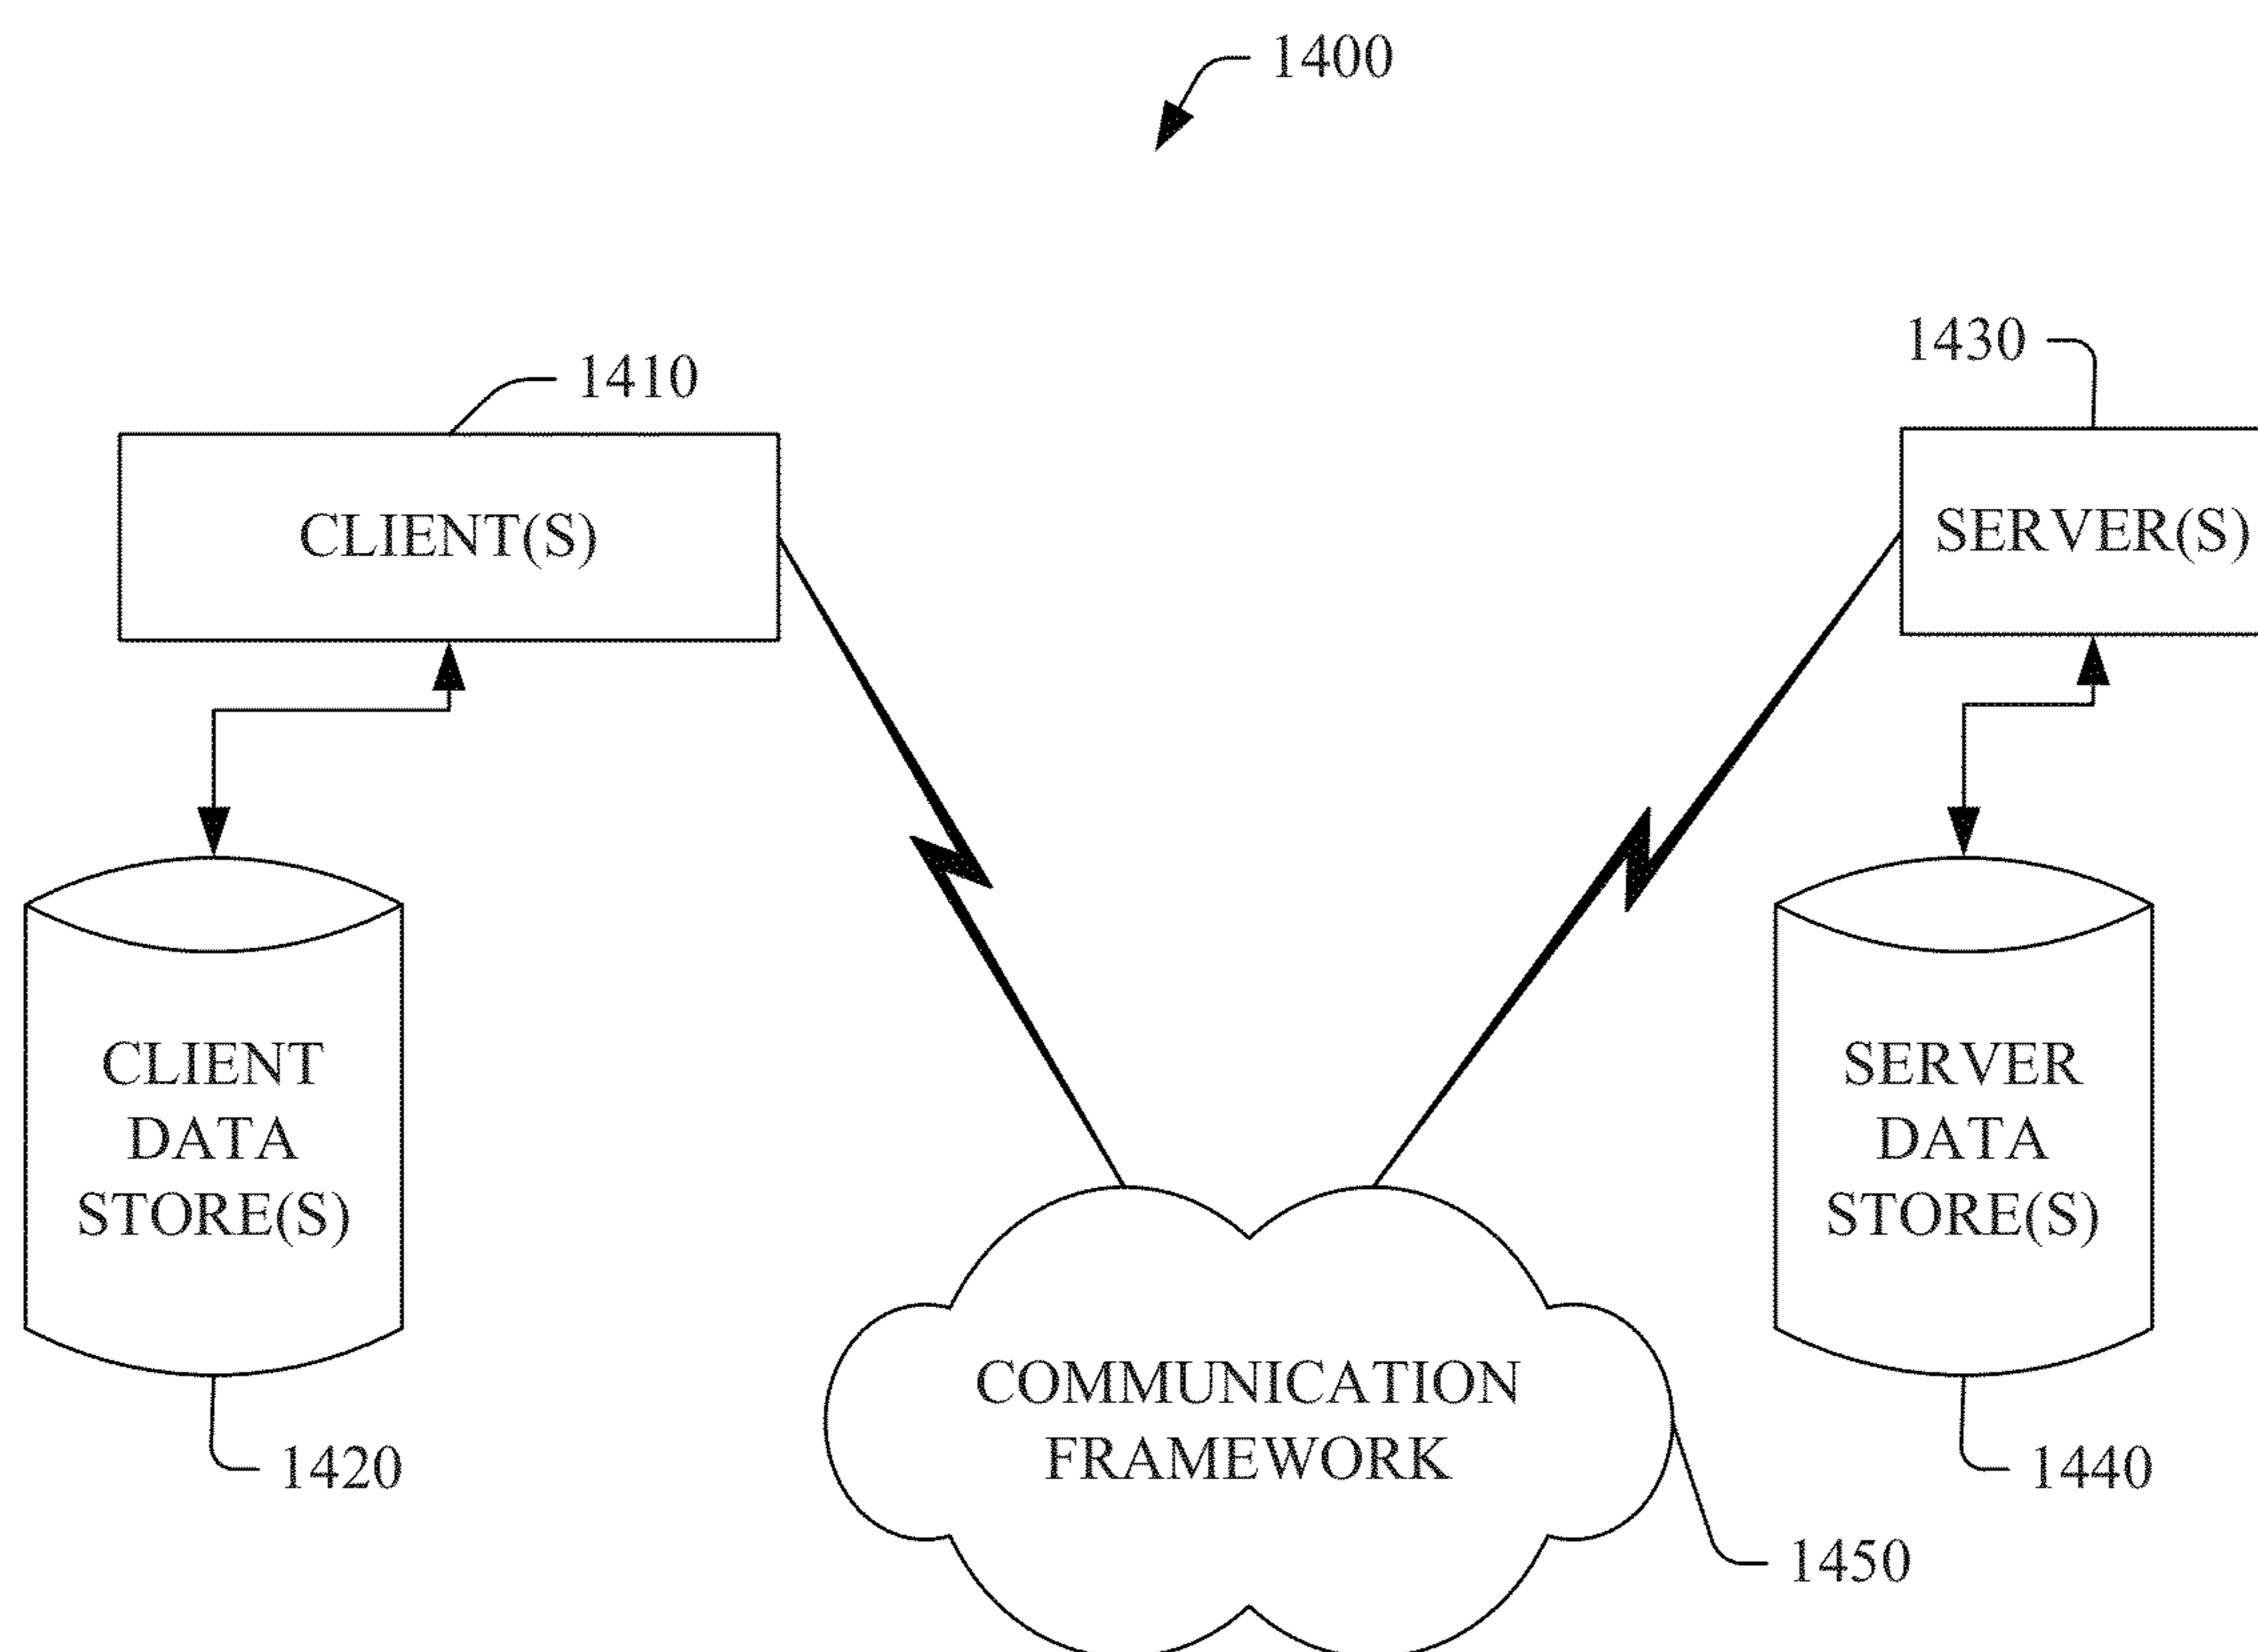 1400
1410
1430
CLIENT(S)
SERVER(S)
CLIENT
DATA
STORE(S)
SERVER
DATA
STORE(S)
COMMUNICATION
FRAMEWORK
1420
1440
1450